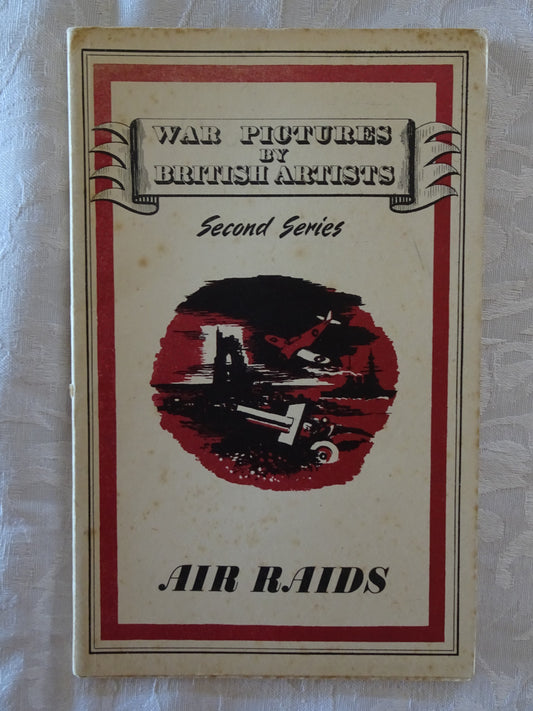 WAR PICTURES
BY
BRITISH ARTISTS
Second Series
AIR RAIDS